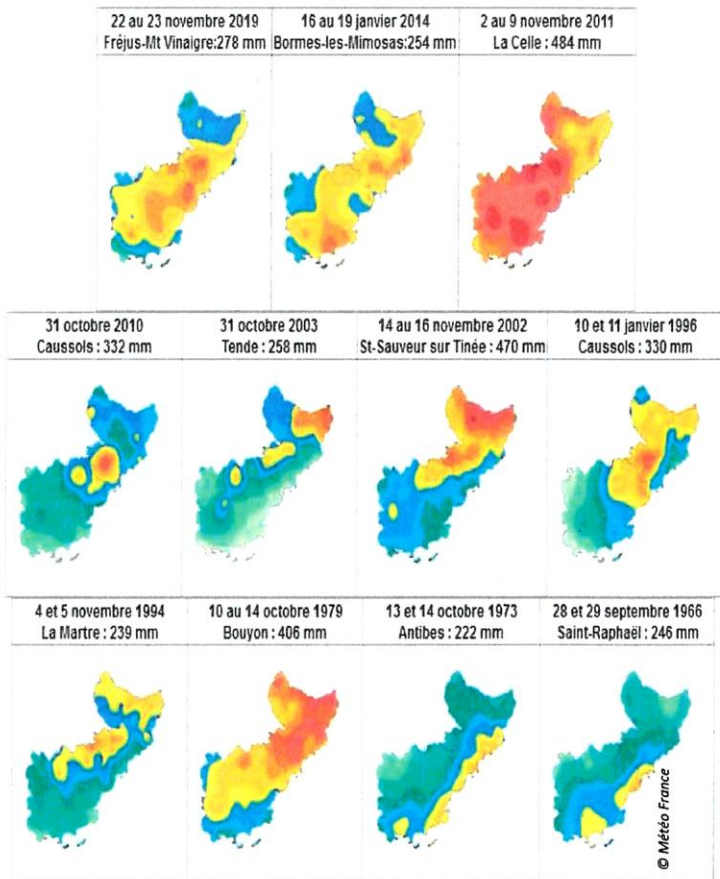 22 au 23 novembre 2019
Fréjus-Mt Vinaigre:278 mm
16 au 19 janvier 2014
Bormes-les-Mimosas:254 mm
2 au 9 novembre 2011
La Celle : 484 mm
31 octobre 2010
Caussols : 332 mm
31 octobre 2003
Tende : 258 mm
14 au 16 novembre 2002
St-Sauveur sur Tinée : 470 mm
10 et 11 janvier 1996
Caussols : 330 mm
4 et 5 novembre 1994
La Martre : 239 mm
10 au 14 octobre 1979
Bouyon : 406 mm
13 et 14 octobre 1973
Antibes : 222 mm
28 et 29 septembre 1966
Saint-Raphaël : 246 mm
© Météo France